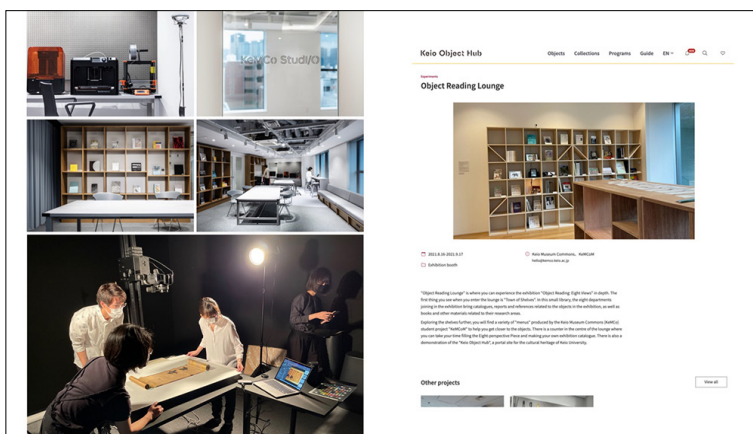 KeMCo StudI/O
Keio Object Hub
Objects Collections Programs Guide EN
Experiments
Object Reading Lounge
2021.8.16-2021.9.17
Keio Museum Commons, KeMCoM
hello@kemco.keio.ac.jp
Exhibition booth
"Object Reading Lounge" is where you can experience the exhibition "Object Reading: Eight Views" in depth. The
first thing you see when you enter the lounge is "Town of Shelves" in this small library, the eight departments
joining in the exhibition bring catalogues, reports and references related to the objects in the exhibition, as well as
books and other materials related to their research areas.
Exploring the shelves further, you will find a variety of "menus" produced by the Keio Museum Commons (KeMCo)
student project "KeMCoM" to help you get closer to the objects. There is a counter in the centre of the lounge where
you can take your time filling the Eight perspective Piece and making your own exhibition catalogue. There is also a
demonstration of the "Keio Object Hub", a portal site for the cultural heritage of Keio University.
Other projects
View all